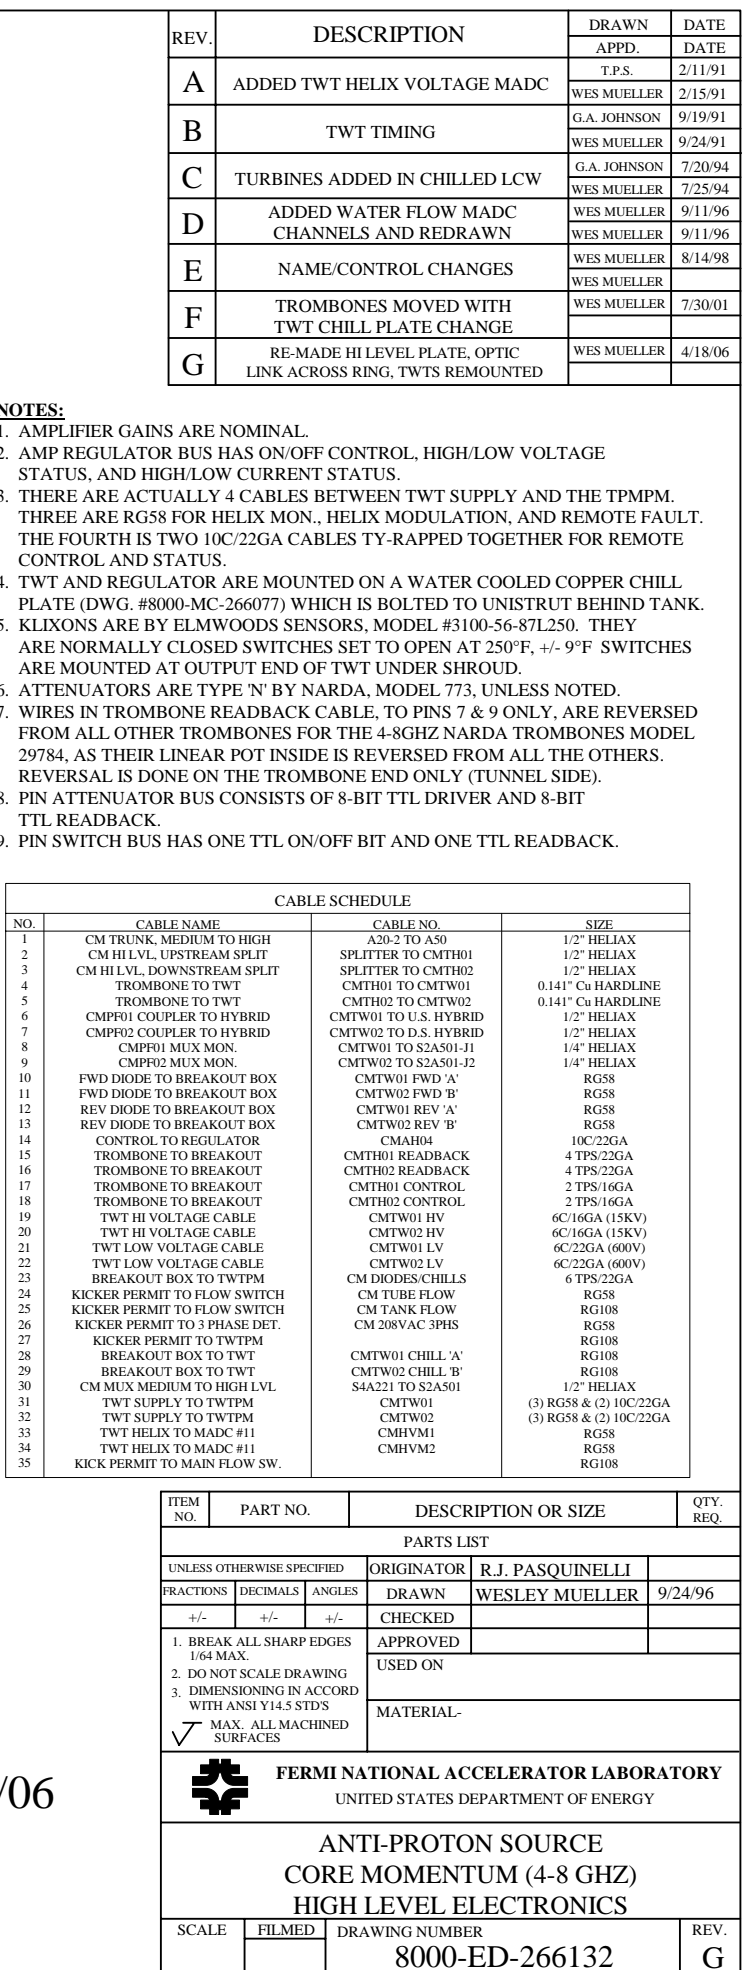 REV. DESCRIPTION DRAWN DATE
APPD. DATE
A ADDED TWT HELIX VOLTAGE MADC T.P.S. 2/11/91
WES MUELLER 2/15/91
B TWT TIMING G.A. JOHNSON 9/19/91
WES MUELLER 9/24/91
C TURBINES ADDED IN CHILLED LCW G.A. JOHNSON 7/20/94
WES MUELLER 7/25/94
D ADDED WATER FLOW MADC WES MUELLER 9/11/96
CHANNELS AND REDRAWN WES MUELLER 9/11/96
E NAME/CONTROL CHANGES WES MUELLER 8/14/98
WES MUELLER
F TROMBONES MOVED WITH WES MUELLER 7/30/01
TWT CHILL PLATE CHANGE
G RE-MADE HI LEVEL PLATE, OPTIC WES MUELLER 4/18/06
LINK ACROSS RING, TWTS REMOUNTED
NOTES:
1. AMPLIFIER GAINS ARE NOMINAL.
2. AMP REGULATOR BUS HAS ON/OFF CONTROL, HIGH/LOW VOLTAGE
STATUS, AND HIGH/LOW CURRENT STATUS.
3. THERE ARE ACTUALLY 4 CABLES BETWEEN TWT SUPPLY AND THE TPMPM.
THREE ARE RG58 FOR HELIX MON., HELIX MODULATION, AND REMOTE FAULT.
THE FOURTH IS TWO 10C/22GA CABLES TY-RAPPED TOGETHER FOR REMOTE
CONTROL AND STATUS.
4. TWT AND REGULATOR ARE MOUNTED ON A WATER COOLED COPPER CHILL
PLATE (DWG. #8000-MC-266077) WHICH IS BOLTED TO UNISTRUT BEHIND TANK.
5. KLIXONS ARE BY ELMWOODS SENSORS, MODEL #3100-56-87L250. THEY
ARE NORMALLY CLOSED SWITCHES SET TO OPEN AT 250°F, +/- 9°F SWITCHES
ARE MOUNTED AT OUTPUT END OF TWT UNDER SHROUD.
6. ATTENUATORS ARE TYPE 'N' BY NARDA, MODEL 773, UNLESS NOTED.
7. WIRES IN TROMBONE READBACK CABLE, TO PINS 7 & 9 ONLY, ARE REVERSED
FROM ALL OTHER TROMBONES FOR THE 4-8GHZ NARDA TROMBONES MODEL
29784, AS THEIR LINEAR POT INSIDE IS REVERSED FROM ALL THE OTHERS.
REVERSAL IS DONE ON THE TROMBONE END ONLY (TUNNEL SIDE).
8. PIN ATTENUATOR BUS CONSISTS OF 8-BIT TTL DRIVER AND 8-BIT
TTL READBACK.
9. PIN SWITCH BUS HAS ONE TTL ON/OFF BIT AND ONE TTL READBACK.
CABLE SCHEDULE
NO. CABLE NAME CABLE NO. SIZE
1 CM TRUNK, MEDIUM TO HIGH A20-2 TO A50 1/2" HELIAX
2 CM HI LVL, UPSTREAM SPLIT SPLITTER TO CMTH01 1/2" HELIAX
3 CM HI LVL, DOWNSTREAM SPLIT SPLITTER TO CMTH02 1/2" HELIAX
4 TROMBONE TO TWT CMTH01 TO CMTW01 0.141" Cu HARDLINE
5 TROMBONE TO TWT CMTH02 TO CMTW02 0.141" Cu HARDLINE
6 CMPF01 COUPLER TO HYBRID CMTW01 TO U.S. HYBRID 1/2" HELIAX
7 CMPF02 COUPLER TO HYBRID CMTW02 TO D.S. HYBRID 1/2" HELIAX
8 CMPF01 MUX MON. CMTW01 TO S2A501-J1 1/4" HELIAX
9 CMPF02 MUX MON. CMTW02 TO S2A501-J2 1/4" HELIAX
10 FWD DIODE TO BREAKOUT BOX CMTW01 FWD 'A' RG58
11 FWD DIODE TO BREAKOUT BOX CMTW02 FWD 'B' RG58
12 REV DIODE TO BREAKOUT BOX CMTW01 REV 'A' RG58
13 REV DIODE TO BREAKOUT BOX CMTW02 REV 'B' RG58
14 CONTROL TO REGULATOR CMAH04 10C/22GA
15 TROMBONE TO BREAKOUT CMTH01 READBACK 4 TPS/22GA
16 TROMBONE TO BREAKOUT CMTH02 READBACK 4 TPS/22GA
17 TROMBONE TO BREAKOUT CMTH01 CONTROL 2 TPS/16GA
18 TROMBONE TO BREAKOUT CMTH02 CONTROL 2 TPS/16GA
19 TWT HI VOLTAGE CABLE CMTW01 HV 6C/16GA (15KV)
20 TWT HI VOLTAGE CABLE CMTW02 HV 6C/16GA (15KV)
21 TWT LOW VOLTAGE CABLE CMTW01 LV 6C/22GA (600V)
22 TWT LOW VOLTAGE CABLE CMTW02 LV 6C/22GA (600V)
23 BREAKOUT BOX TO TWTPM CM DIODES/CHILLS 6 TPS/22GA
24 KICKER PERMIT TO FLOW SWITCH CM TUBE FLOW RG58
25 KICKER PERMIT TO FLOW SWITCH CM TANK FLOW RG108
26 KICKER PERMIT TO 3 PHASE DET. CM 208VAC 3PHS RG58
27 KICKER PERMIT TO TWTPM RG108
28 BREAKOUT BOX TO TWT CMTW01 CHILL 'A' RG108
29 BREAKOUT BOX TO TWT CMTW02 CHILL 'B' RG108
30 CM MUX MEDIUM TO HIGH LVL S4A221 TO S2A501 1/2" HELIAX
31 TWT SUPPLY TO TWTPM CMTW01 (3) RG58 & (2) 10C/22GA
32 TWT SUPPLY TO TWTPM CMTW02 (3) RG58 & (2) 10C/22GA
33 TWT HELIX TO MADC #11 CMHVM1 RG58
34 TWT HELIX TO MADC #11 CMHVM2 RG58
35 KICK PERMIT TO MAIN FLOW SW. RG108
ITEM NO. PART NO. DESCRIPTION OR SIZE QTY. REQ.
PARTS LIST
UNLESS OTHERWISE SPECIFIED ORIGINATOR R.J. PASQUINELLI
FRACTIONS DECIMALS ANGLES DRAWN WESLEY MUELLER 9/24/96
+/- +/- +/- CHECKED
1. BREAK ALL SHARP EDGES APPROVED
1/64 MAX. USED ON
2. DO NOT SCALE DRAWING
3. DIMENSIONING IN ACCORD
WITH ANSI Y14.5 STD'S MATERIAL-
MAX. ALL MACHINED
SURFACES
/06
FERMI NATIONAL ACCELERATOR LABORATORY
UNITED STATES DEPARTMENT OF ENERGY
ANTI-PROTON SOURCE
CORE MOMENTUM (4-8 GHZ)
HIGH LEVEL ELECTRONICS
SCALE FILMED DRAWING NUMBER REV.
8000-ED-266132 G